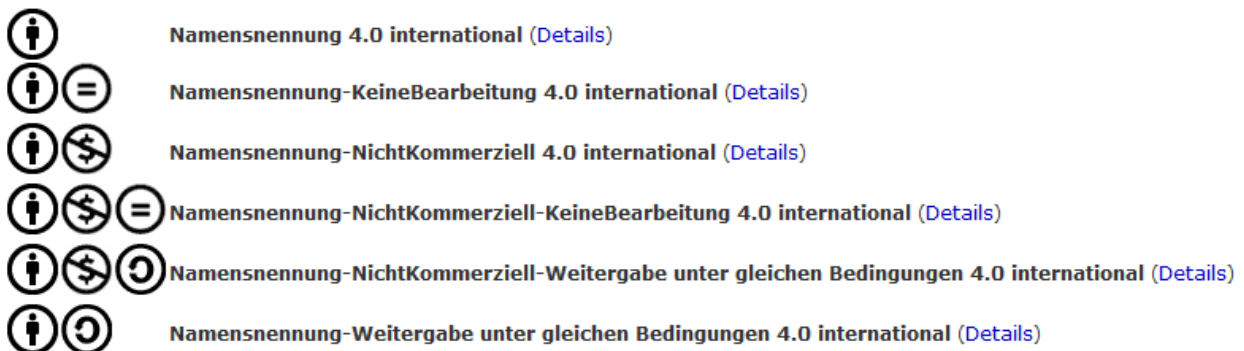 Namensnennung 4.0 international (Details)
Namensnennung-KeineBearbeitung 4.0 international (Details)
Namensnennung-NichtKommerziell 4.0 international (Details)
Namensnennung-NichtKommerziell-KeineBearbeitung 4.0 international (Details)
Namensnennung-NichtKommerziell-Weitergabe unter gleichen Bedingungen 4.0 international (Details)
Namensnennung-Weitergabe unter gleichen Bedingungen 4.0 international (Details)